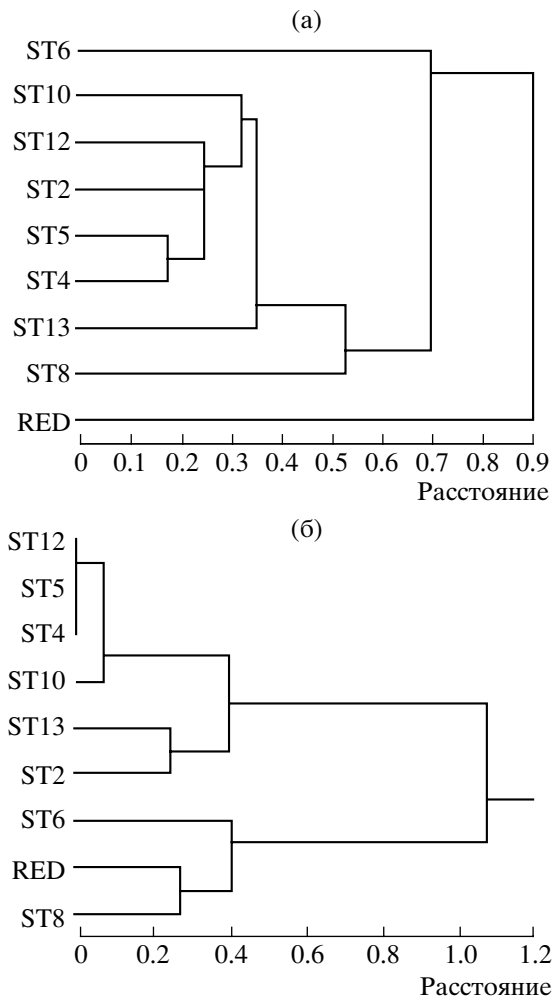 (а)
ST6
ST10
ST12
ST2
ST5
ST4
ST13
ST8
RED
0 0.1 0.2 0.3 0.4 0.5 0.6 0.7 0.8 0.9
Расстояние
(б)
ST12
ST5
ST4
ST10
ST13
ST2
ST6
RED
ST8
0 0.2 0.4 0.6 0.8 1.0 1.2
Расстояние